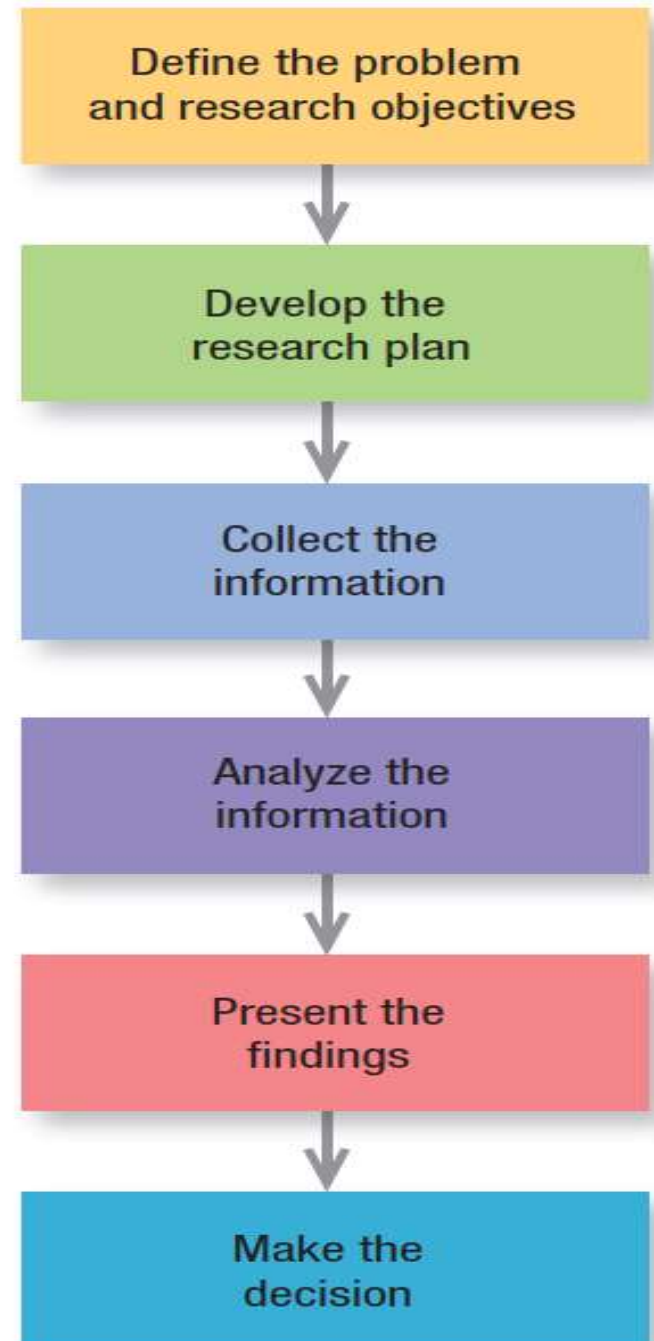 Define the problem
and research objectives
Develop the
research plan
Collect the
information
Analyze the
information
Present the
findings
Make the
decision